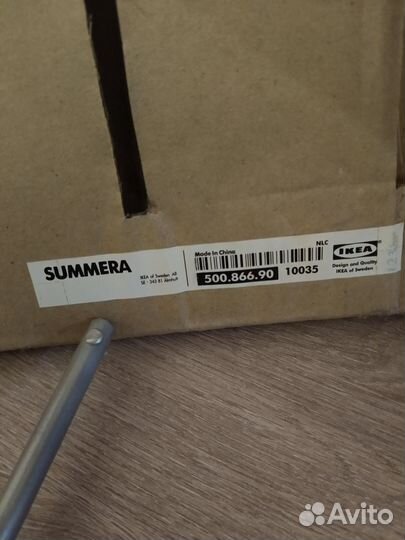 SUMMERA
IKEA of Sweden AB
SE - 343 81 Älmhult
Made in China
NLC
500.866.90
10035
IKEA
Design and Quality
IKEA of Sweden
Avito